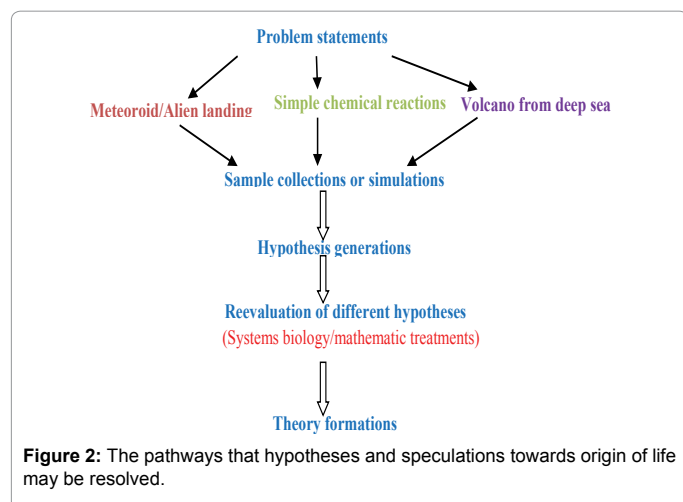 Problem statements
Meteoroid/Alien landing
Simple chemical reactions
Volcano from deep sea
Sample collections or simulations
Hypothesis generations
Reevaluation of different hypotheses
(Systems biology/mathematic treatments)
Theory formations
Figure 2: The pathways that hypotheses and speculations towards origin of life
may be resolved.